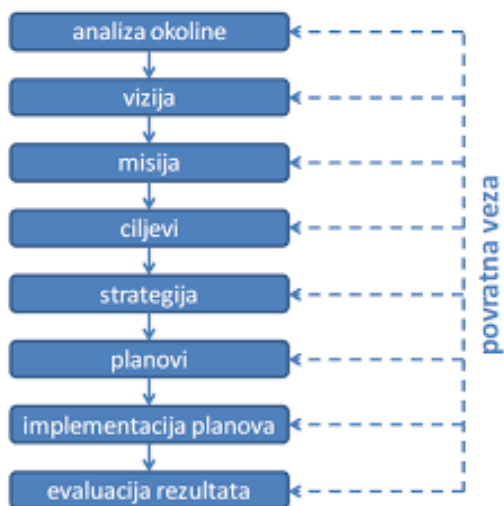 analiza okoline
vizija
misija
ciljevi
strategija
planovi
implementacija planova
evaluacija rezultata
povratna veza